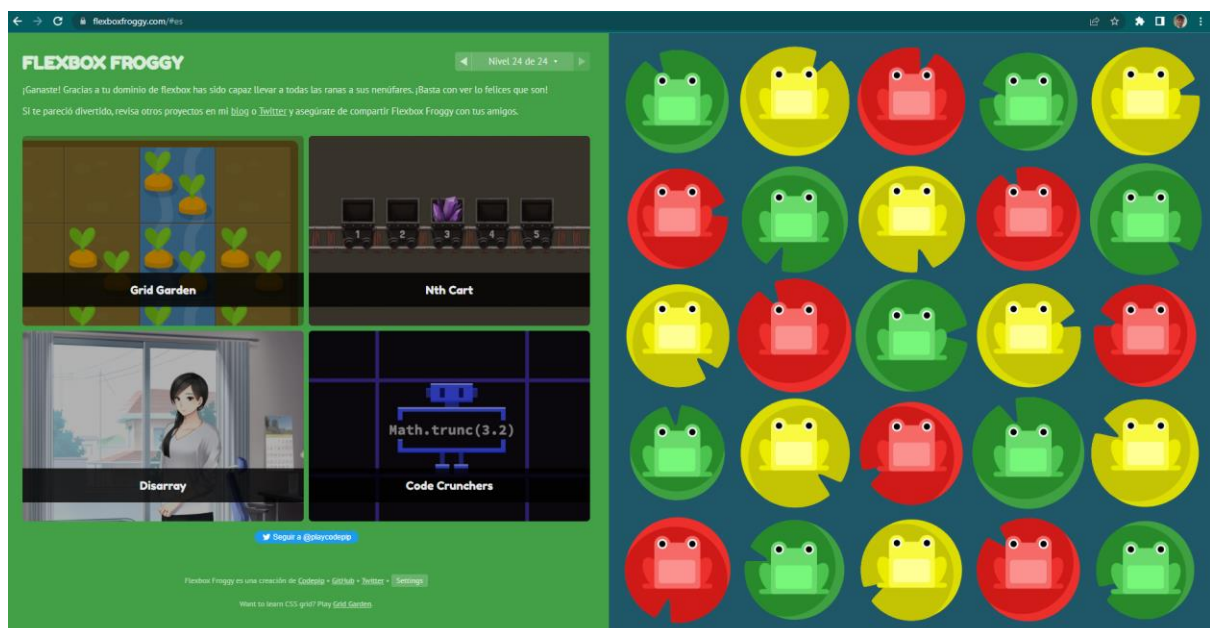 flexboxfroggy.com/#es
FLEXBOX FROGGY
Nivel 24 de 24
¡Ganaste! Gracias a tu dominio de flexbox has sido capaz llevar a todas las ranas a sus nenúfares. ¡Basta con ver lo felices que son!
Si te pareció divertido, revisa otros proyectos en mi blog o Twitter y asegúrate de compartir Flexbox Froggy con tus amigos.
1 2 3 4 5
Grid Garden
Nth Cart
Math.trunc(3.2)
Disarray
Code Crunchers
Seguir a @playcodepip
Flexbox Froggy es una creación de Codepip • GitHub • Twitter • Settings
Want to learn CSS grid? Play Grid Garden.